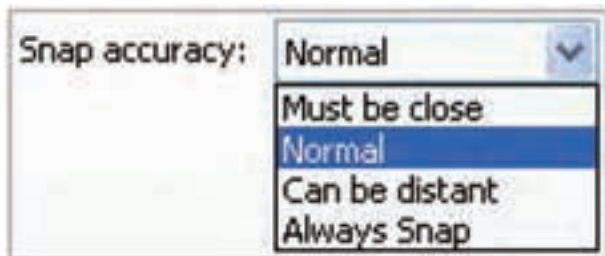 Snap accuracy: Normal
Must be close
Normal
Can be distant
Always Snap